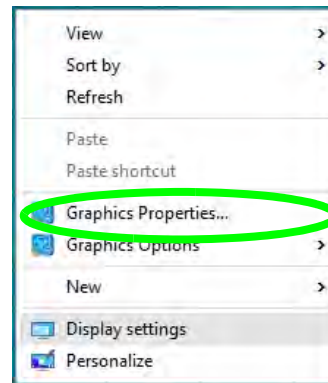 View
Sort by
Refresh
Paste
Paste shortcut
Graphics Properties...
Graphics Options
New
Display settings
Personalize